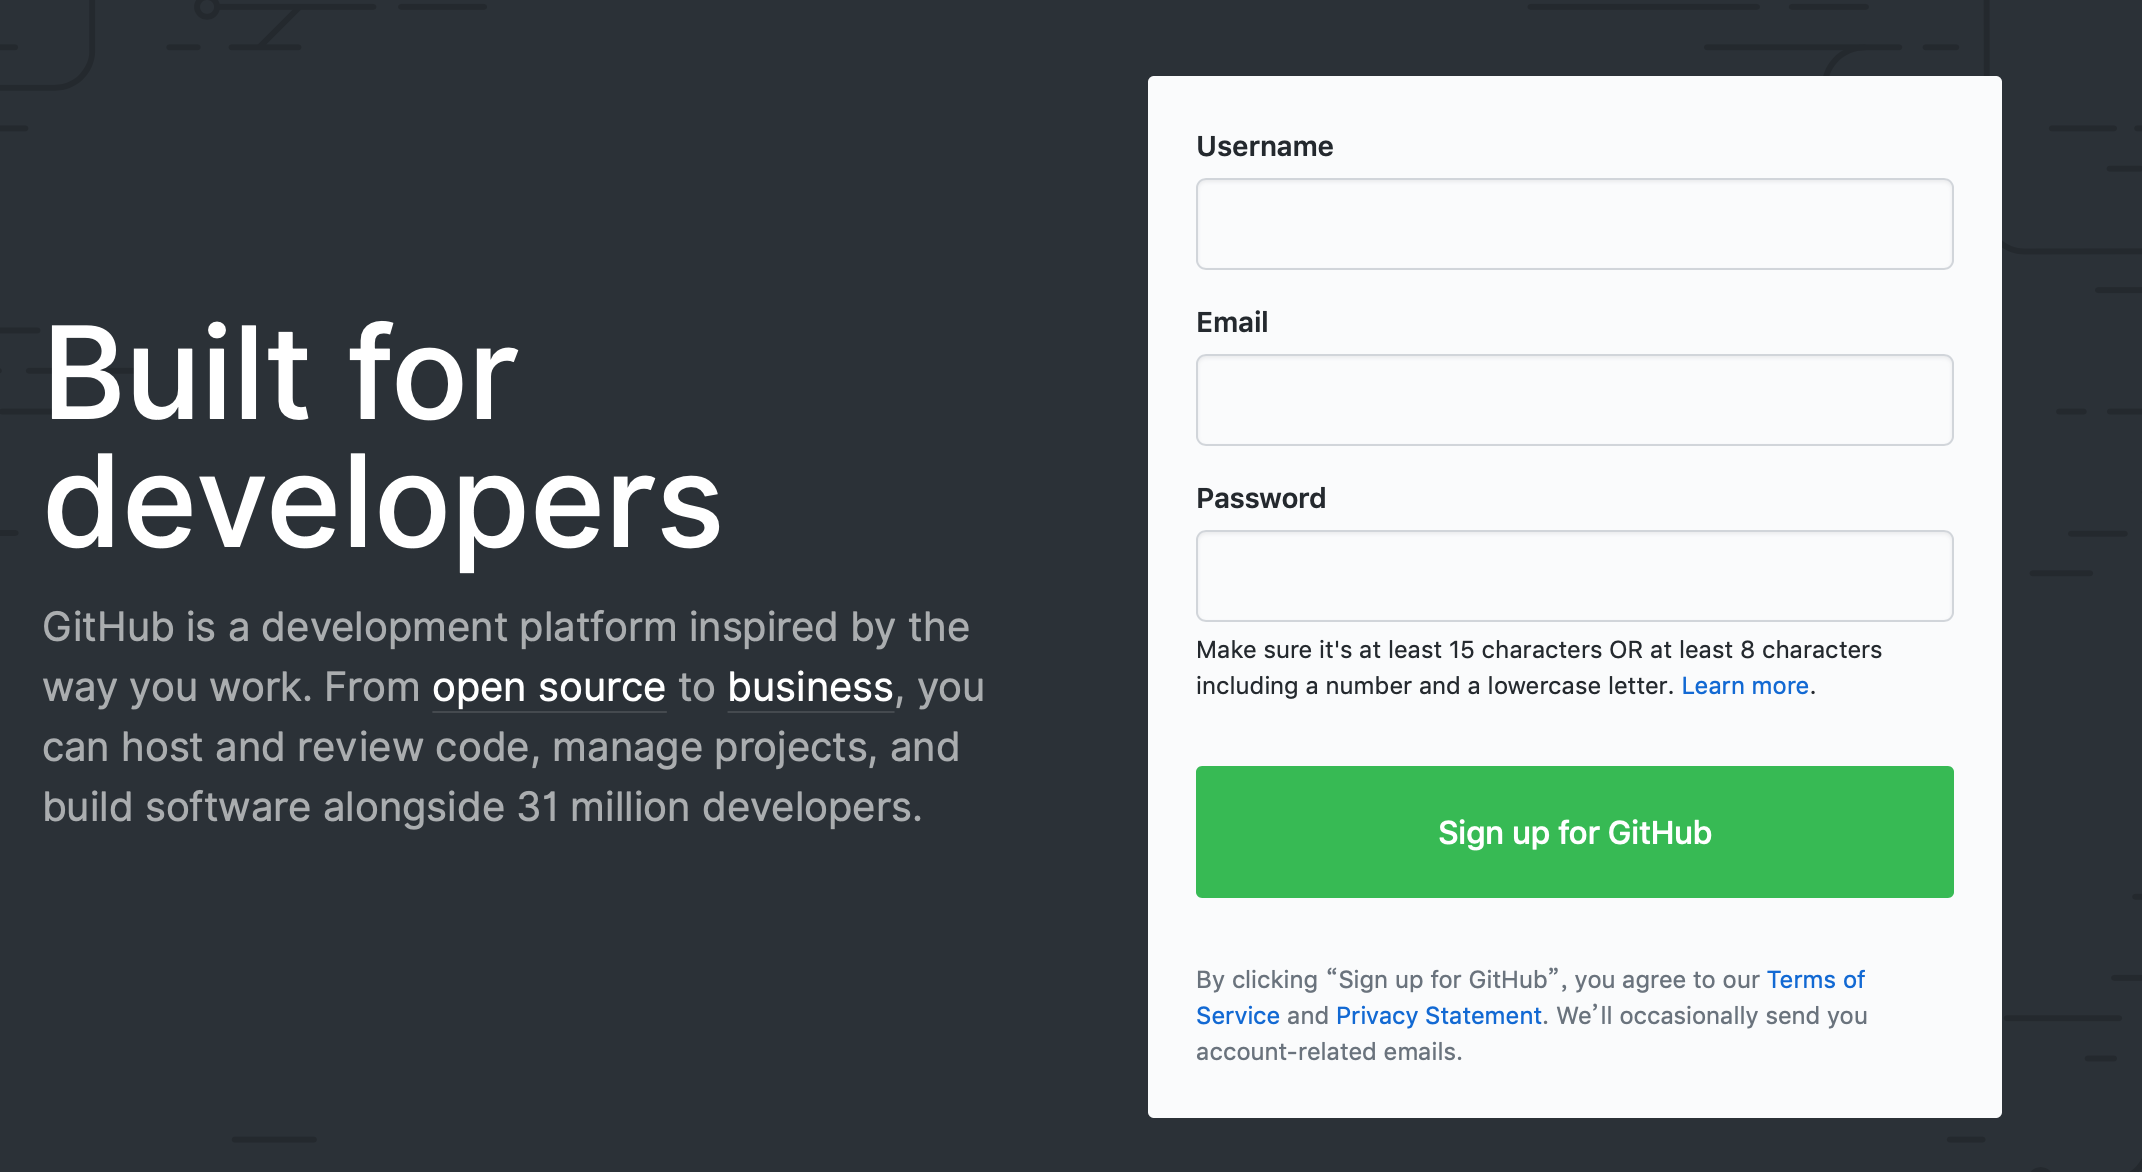 Built for
developers
GitHub is a development platform inspired by the
way you work. From open source to business, you
can host and review code, manage projects, and
build software alongside 31 million developers.
Username
Email
Password
Make sure it's at least 15 characters OR at least 8 characters
including a number and a lowercase letter. Learn more.
Sign up for GitHub
By clicking “Sign up for GitHub”, you agree to our Terms of
Service and Privacy Statement. We’ll occasionally send you
account-related emails.